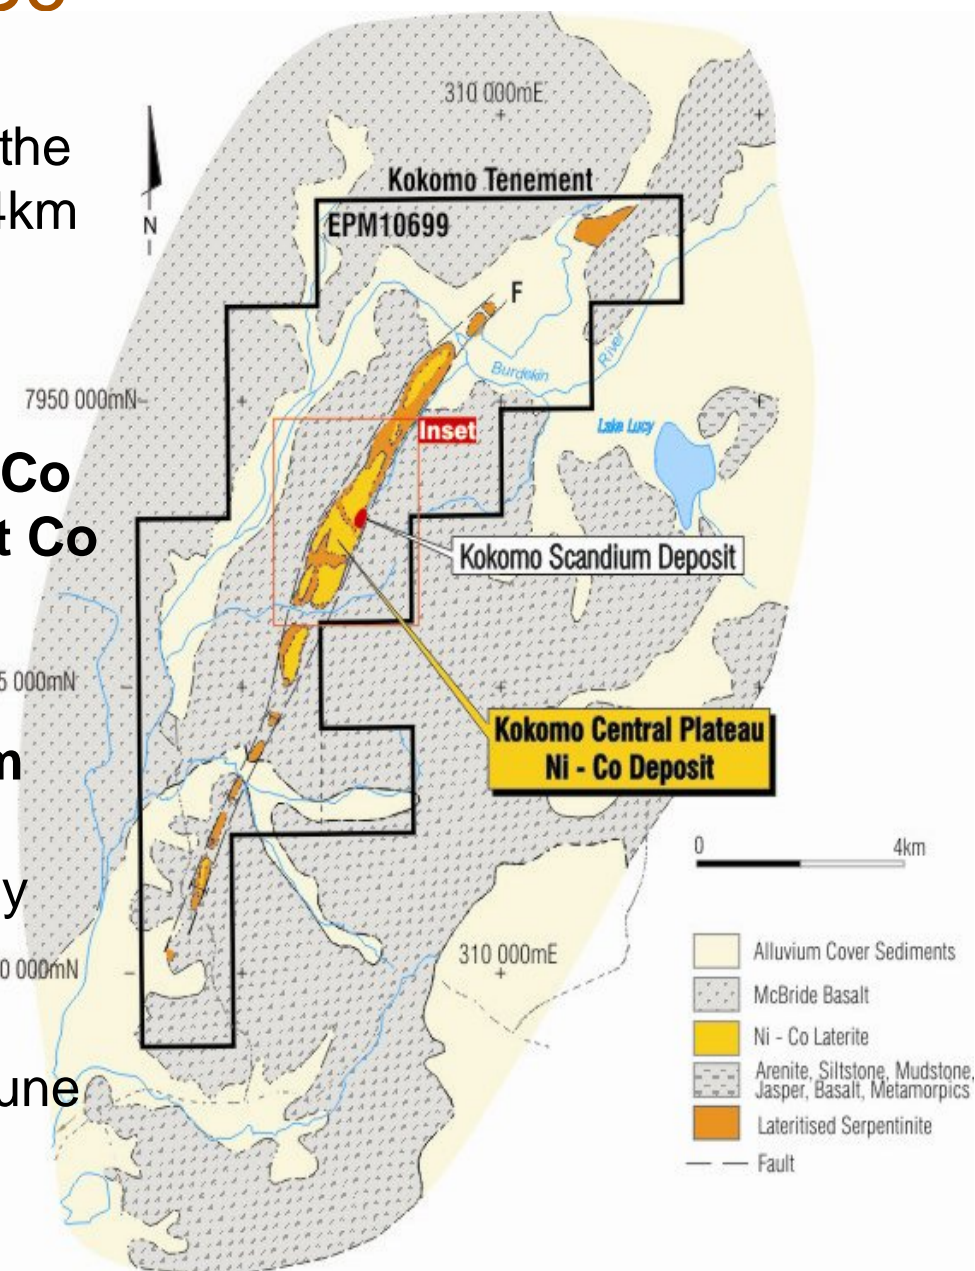 the
4km
310 000mE
Kokomo Tenement
EPM10699
N
F
River
Burdekin
7950 000mN
Inset
Lake Lucy
Co
t Co
Kokomo Scandium Deposit
5 000mN
Kokomo Central Plateau
Ni - Co Deposit
m
0 4km
y
0 000mN
310 000mE
Alluvium Cover Sediments
McBride Basalt
Ni - Co Laterite
Arenite, Siltstone, Mudstone,
Jasper, Basalt, Metamorpics
une
Lateritised Serpentinite
Fault